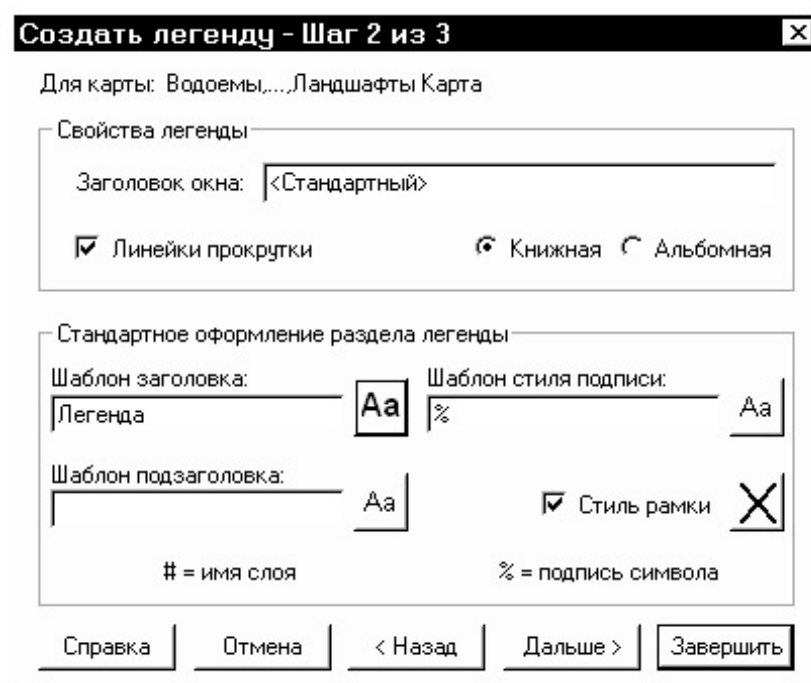 Создать легенду - Шаг 2 из 3
Для карты: Водоемы,...,Ландшафты Карта
Свойства легенды
Заголовок окна: <Стандартный>
Линейки прокрутки Книжная Альбомная
Стандартное оформление раздела легенды
Шаблон заголовка: Шаблон стиля подписи:
Легенда Aa % Aa
Шаблон подзаголовка:
Aa Стиль рамки
# = имя слоя % = подпись символа
Справка Отмена < Назад Дальше > Завершить